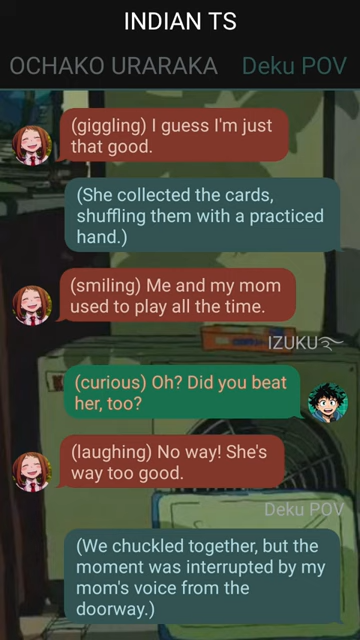 INDIAN TS
OCHAKO URARAKA Deku POV
(giggling) I guess I'm just
that good.
(She collected the cards,
shuffling them with a practiced
hand.)
(smiling) Me and my mom
used to play all the time.
IZUKU
(curious) Oh? Did you beat
her, too?
(laughing) No way! She's
way too good.
Deku POV
(We chuckled together, but the
moment was interrupted by my
mom's voice from the
doorway.)